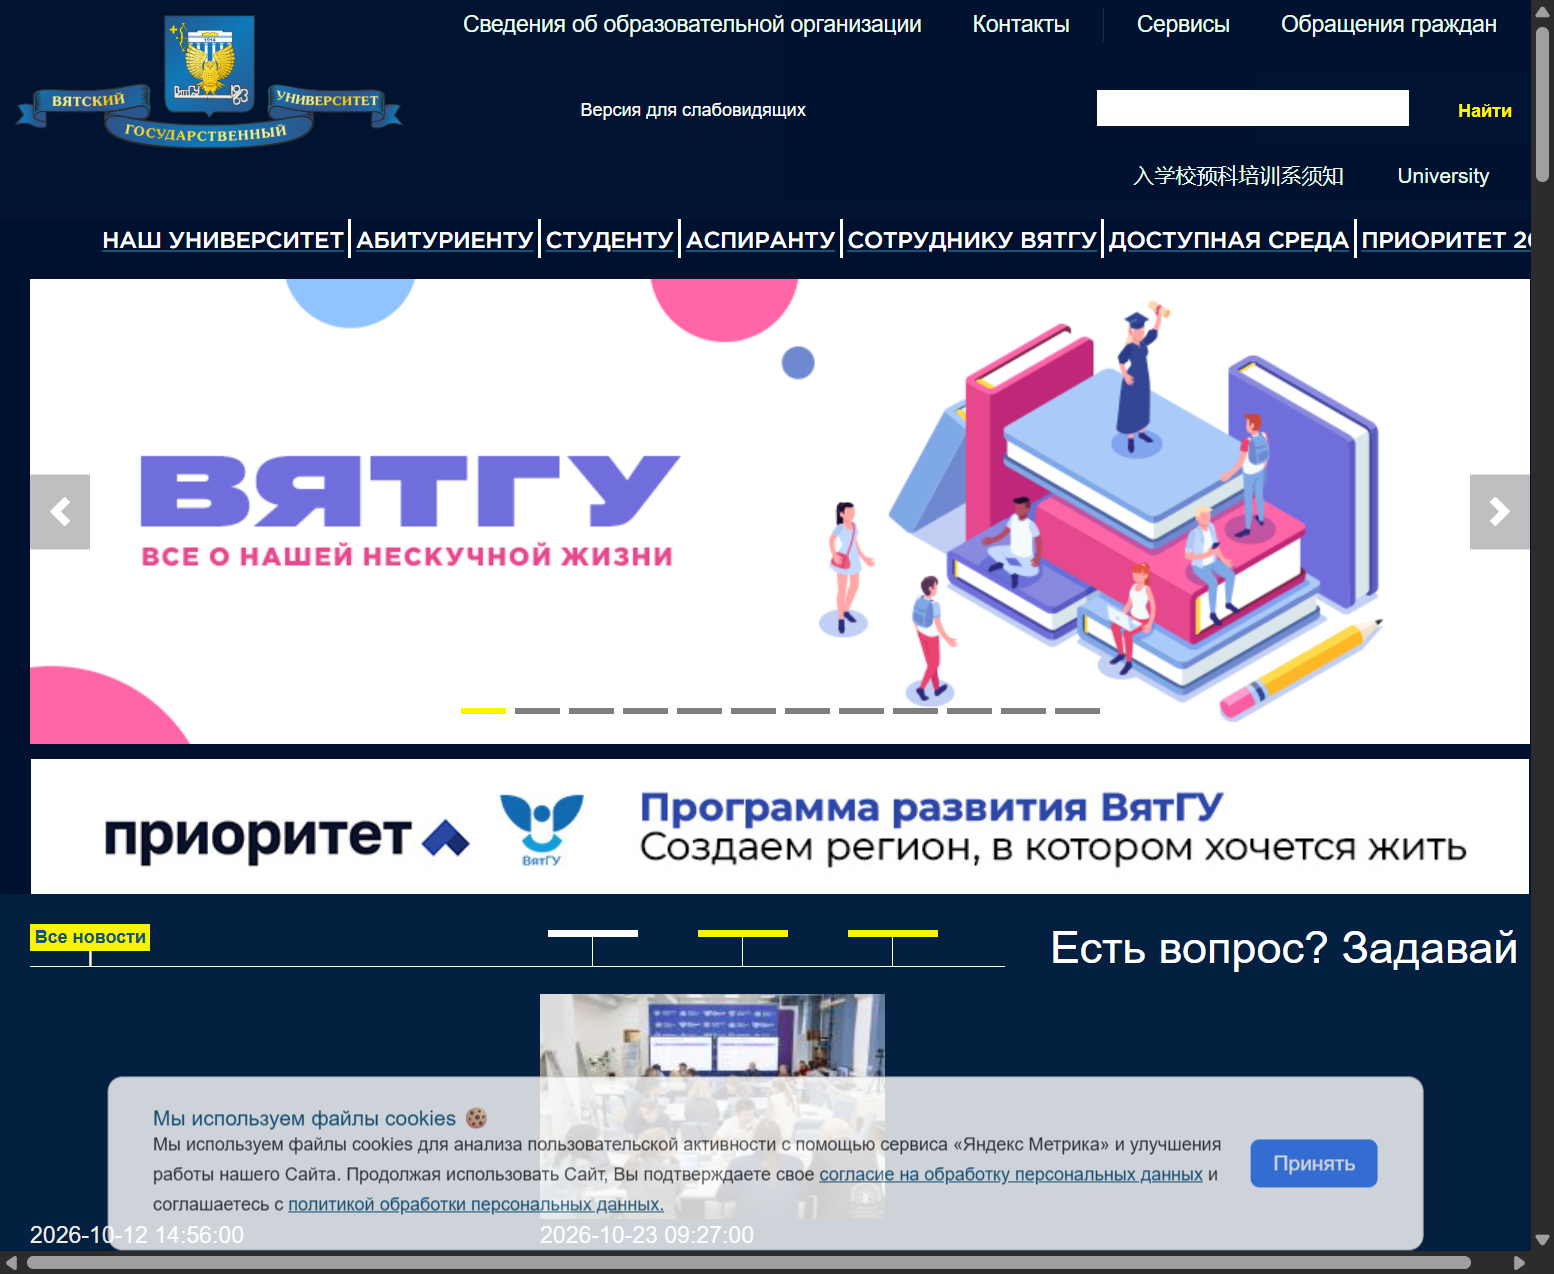 Сведения об образовательной организации
Контакты
Сервисы
Обращения граждан
1914
ВЯТСКИЙ
ГОСУДАРСТВЕННЫЙ
УНИВЕРСИТЕТ
Версия для слабовидящих
Найти
入学校预科培训系须知
University
НАШ УНИВЕРСИТЕТ
АБИТУРИЕНТУ
СТУДЕНТУ
АСПИРАНТУ
СОТРУДНИКУ ВЯТГУ
ДОСТУПНАЯ СРЕДА
ПРИОРИТЕТ 20
ВЯТГУ
ВСЕ О НАШЕЙ НЕСКУЧНОЙ ЖИЗНИ
приоритет
ВятГУ
Программа развития ВятГУ
Создаем регион, в котором хочется жить
Все новости
Есть вопрос? Задавай
Мы используем файлы cookies
Мы используем файлы cookies для анализа пользовательской активности с помощью сервиса «Яндекс Метрика» и улучшения
работы нашего Сайта. Продолжая использовать Сайт, Вы подтверждаете свое согласие на обработку персональных данных и
соглашаетесь с политикой обработки персональных данных.
Принять
2026-10-12 14:56:00
2026-10-23 09:27:00